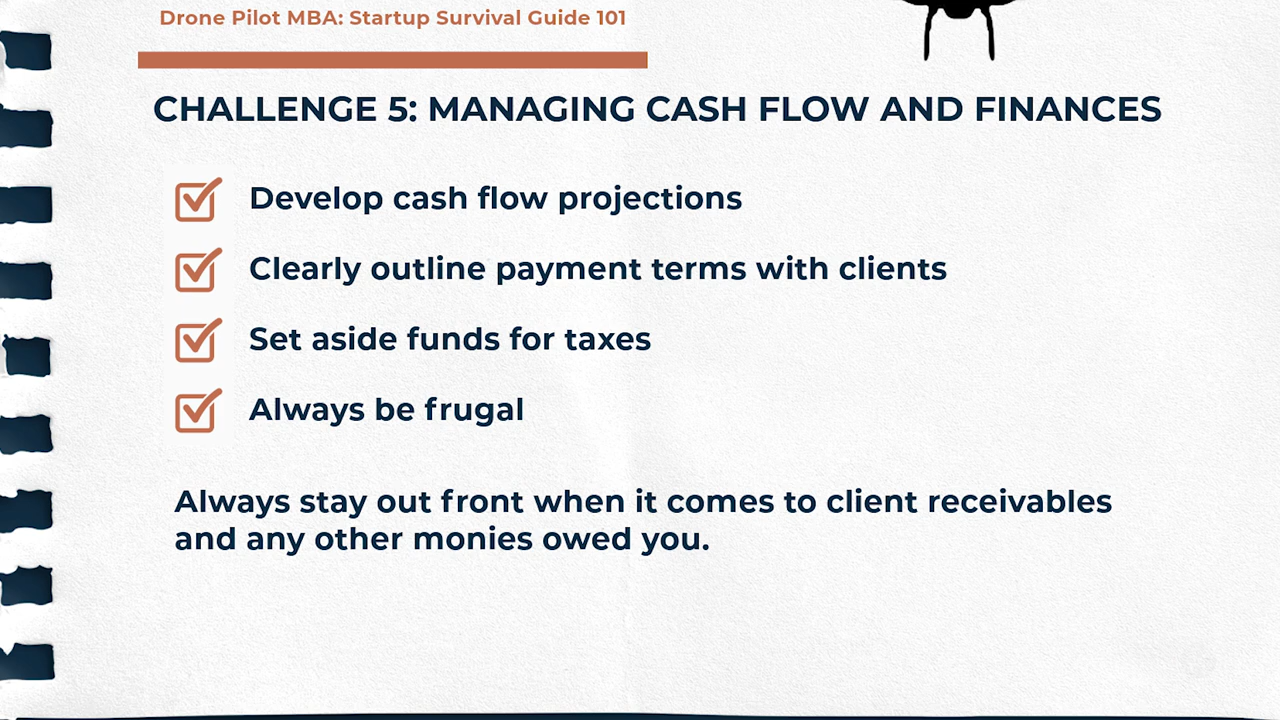 Drone Pilot MBA: Startup Survival Guide 101
CHALLENGE 5: MANAGING CASH FLOW AND FINANCES
Develop cash flow projections
Clearly outline payment terms with clients
Set aside funds for taxes
Always be frugal
Always stay out front when it comes to client receivables
and any other monies owed you.